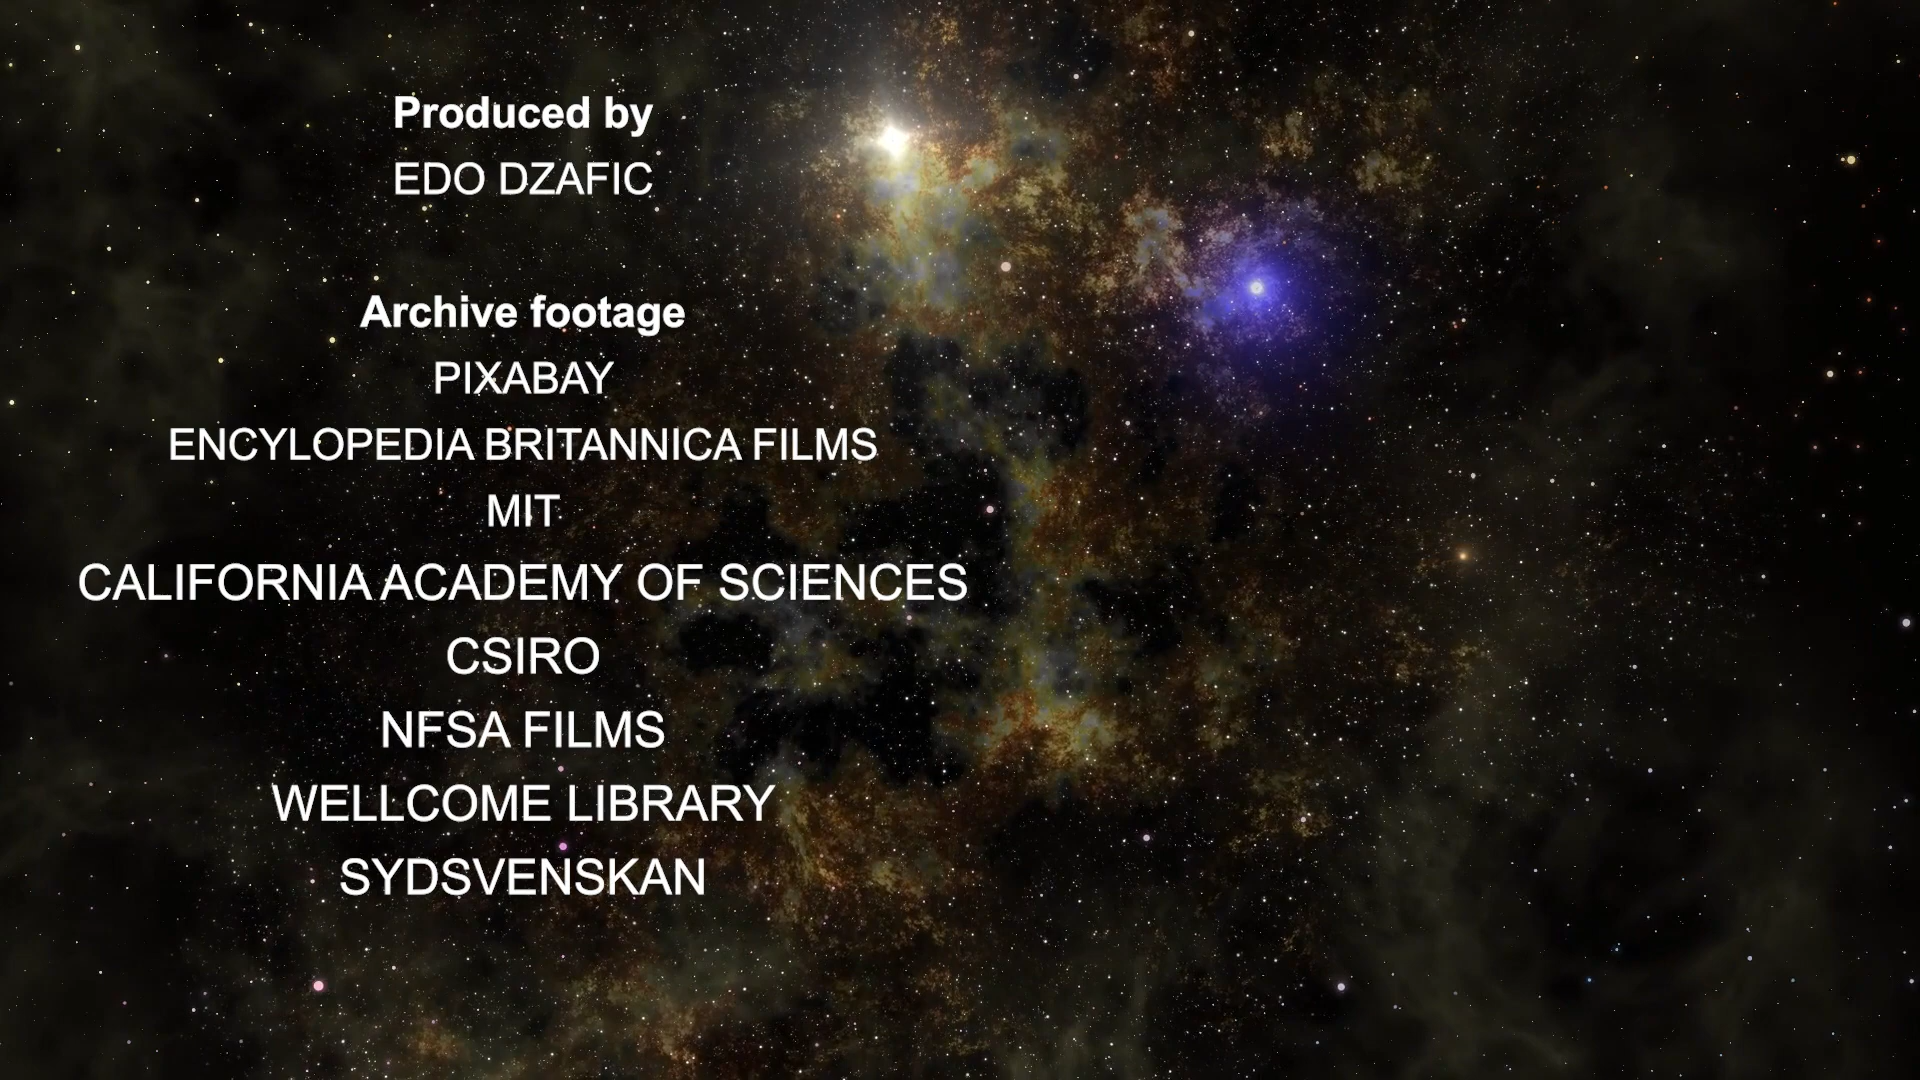 Produced by
EDO DZAFIC
Archive footage
PIXABAY
ENCYLOPEDIA BRITANNICA FILMS
MIT
CALIFORNIA ACADEMY OF SCIENCES
CSIRO
NFSA FILMS
WELLCOME LIBRARY
SYDSVENSKAN